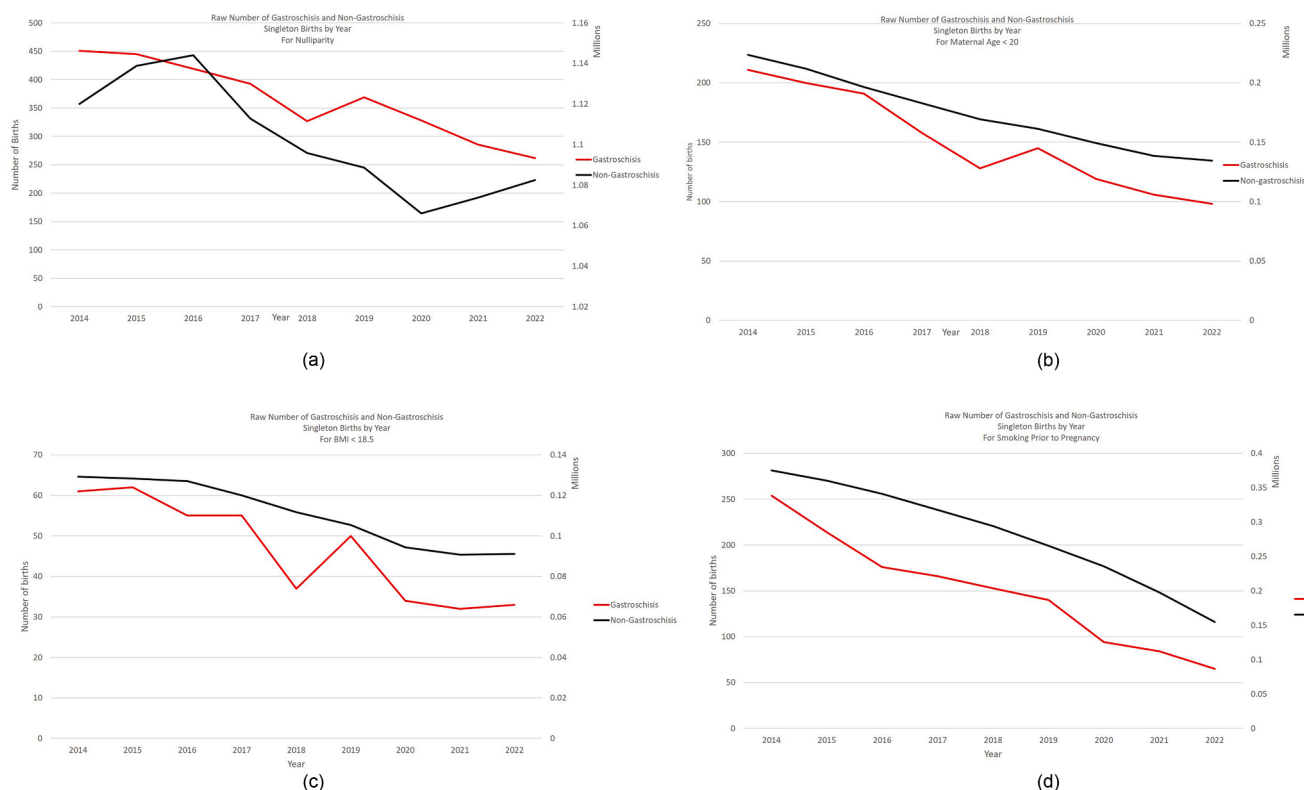 Raw Number of Gastroschisis and Non-Gastroschisis
Singleton Births by Year
For Nulliparity
Number of Births
500
450
400
350
300
250
200
150
100
50
0
1.16
1.14
1.12
1.1
1.08
1.06
1.04
1.02
Millions
Gastroschisis
Non-Gastroschisis
2014 2015 2016 2017 2018 2019 2020 2021 2022
Year
(a)
Raw Number of Gastroschisis and Non-Gastroschisis
Singleton Births by Year
For Maternal Age < 20
Number of births
250
200
150
100
50
0
0.25
0.2
0.15
0.1
0.05
0
Millions
Gastroschisis
Non-gastroschisis
2014 2015 2016 2017 2018 2019 2020 2021 2022
Year
(b)
Raw Number of Gastroschisis and Non-Gastroschisis
Singleton Births by Year
For BMI < 18.5
Number of births
70
60
50
40
30
20
10
0
0.14
0.12
0.1
0.08
0.06
0.04
0.02
0
Millions
Gastroschisis
Non-Gastroschisis
2014 2015 2016 2017 2018 2019 2020 2021 2022
Year
(c)
Raw Number of Gastroschisis and Non-Gastroschisis
Singleton Births by Year
For Smoking Prior to Pregnancy
Number of births
300
250
200
150
100
50
0
0.4
0.35
0.3
0.25
0.2
0.15
0.1
0.05
0
Millions
2014 2015 2016 2017 2018 2019 2020 2021 2022
Year
(d)